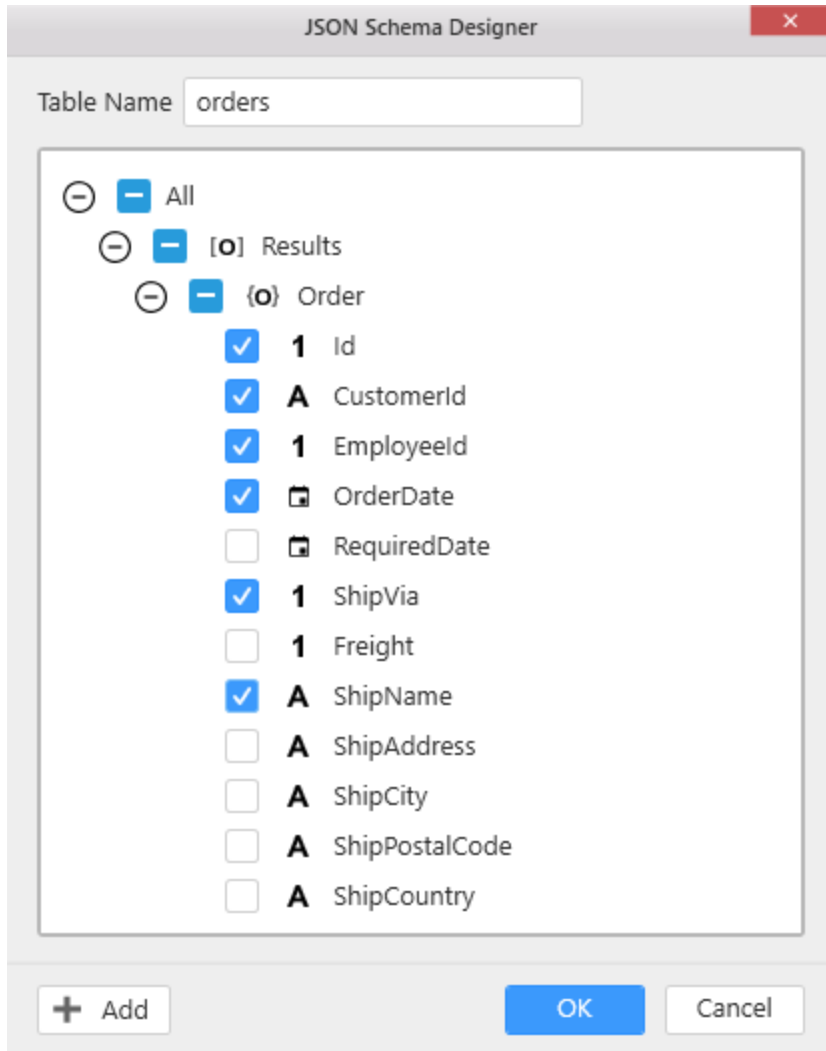 JSON Schema Designer
Table Name orders
All
[O] Results
{O} Order
1 Id
A CustomerId
1 EmployeeId
OrderDate
RequiredDate
1 ShipVia
1 Freight
A ShipName
A ShipAddress
A ShipCity
A ShipPostalCode
A ShipCountry
Add OK Cancel